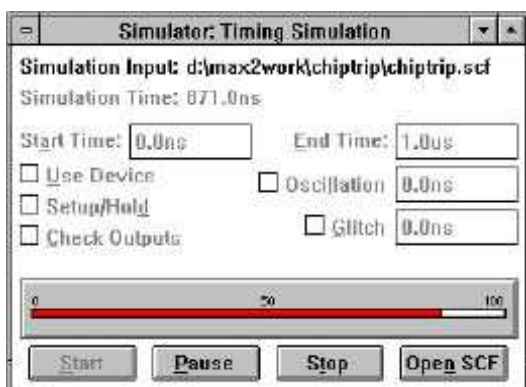 Simulator: Timing Simulation
Simulation Input: d:\max2work\chiptrip\chiptrip.scf
Simulation Time: 871.0ns
Start Time: 0.0ns End Time: 1.0us
Use Device
Oscillation 0.0ns
Setup/Hold
Glitch 0.0ns
Check Outputs
0 50 100
Start Pause Stop Open SCF